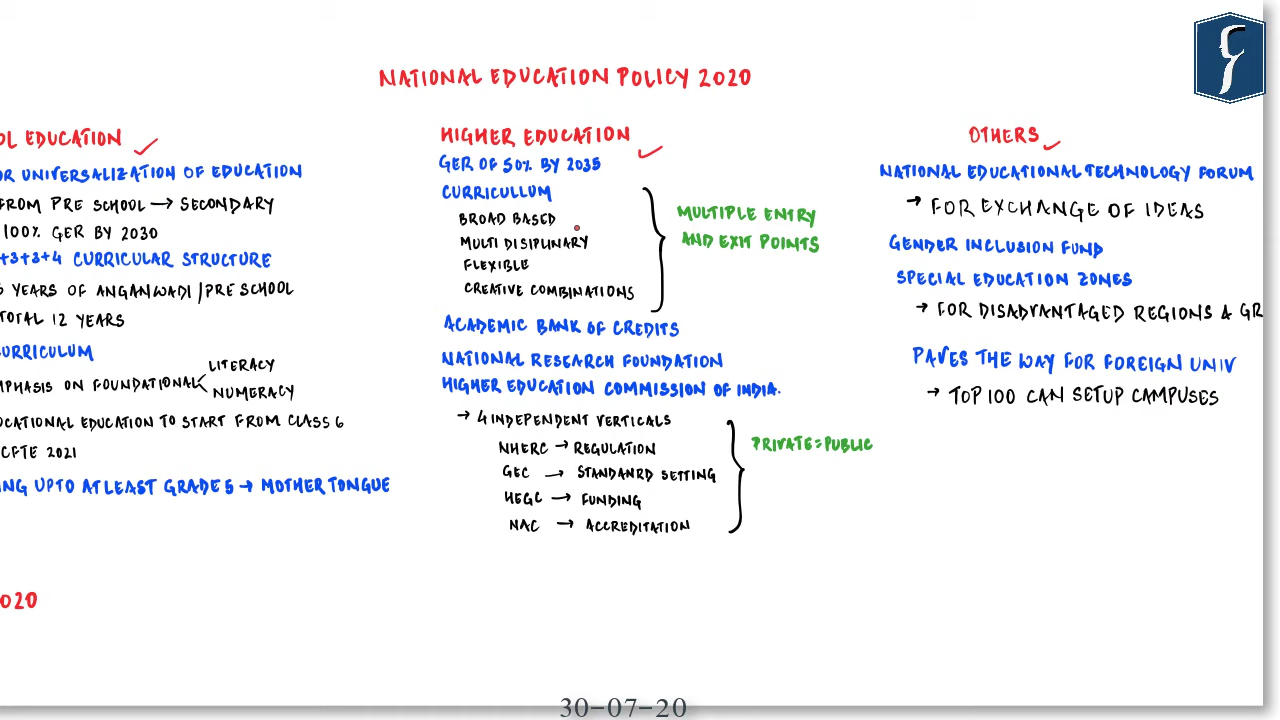 NATIONAL EDUCATION POLICY 2020
OL EDUCATION
OR UNIVERSALIZATION OF EDUCATION
FROM PRE SCHOOL → SECONDARY
100% GER BY 2030
+3+3+4 CURRICULAR STRUCTURE
3 YEARS OF ANGANWADI/PRE SCHOOL
TOTAL 12 YEARS
CURRICULUM
MPHASIS ON FOUNDATIONAL
LITERACY
NUMERACY
OCATIONAL EDUCATION TO START FROM CLASS 6
CFTE 2021
ING UPTO ATLEAST GRADE 5 → MOTHER TONGUE
020
HIGHER EDUCATION
GER OF 50% BY 2035
CURRICULLUM
BROAD BASED
MULTI DISIPLINARY
FLEXIBLE
CREATIVE COMBINATIONS
MULTIPLE ENTRY
AND EXIT POINTS
ACADEMIC BANK OF CREDITS
NATIONAL RESEARCH FOUNDATION
HIGHER EDUCATION COMMISSION OF INDIA.
→ 4 INDEPENDENT VERTICALS
NHERC → REGULATION
GEC → STANDANRD SETTING
HEGC → FUNDING
NAC → ACCREDITATION
PRIVATE = PUBLIC
OTHERS
NATIONAL EDUCATIONAL TECHNOLOGY FORUM
→ FOR EXCHANGE OF IDEAS
GENDER INCLUSION FUND
SPECIAL EDUCATION ZONES
→ FOR DISADVANTAGED REGIONS & GR
PAVES THE WAY FOR FOREIGN UNIV
→ TOP 100 CAN SETUP CAMPUSES
30-07-20